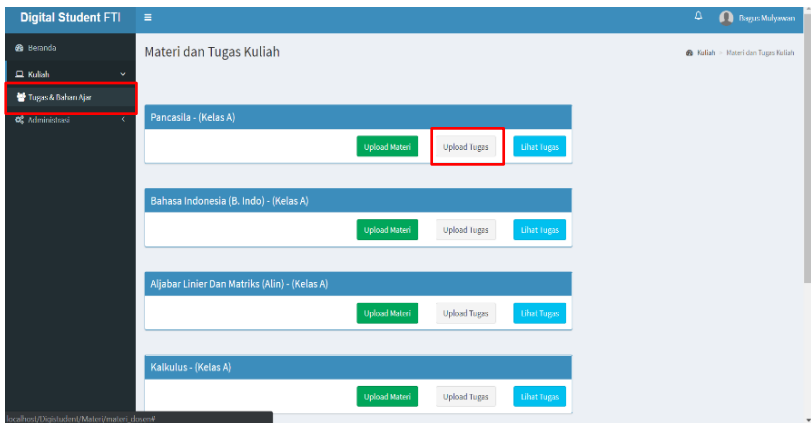 Digital Student FTI
Bagus Mulyawan
Beranda
Materi dan Tugas Kuliah
Kuliah - Materi dan Tugas Kuliah
Kuliah
Tugas & Bahan Ajar
Administrasi
Pancasila - (Kelas A)
Upload Materi Upload Tugas Lihat Tugas
Bahasa Indonesia (B. Indo) - (Kelas A)
Upload Materi Upload Tugas Lihat Tugas
Aljabar Linier Dan Matriks (Alin) - (Kelas A)
Upload Materi Upload Tugas Lihat Tugas
Kalkulus - (Kelas A)
Upload Materi Upload Tugas Lihat Tugas
localhost/Digistudent/Materi/materi_dosen#